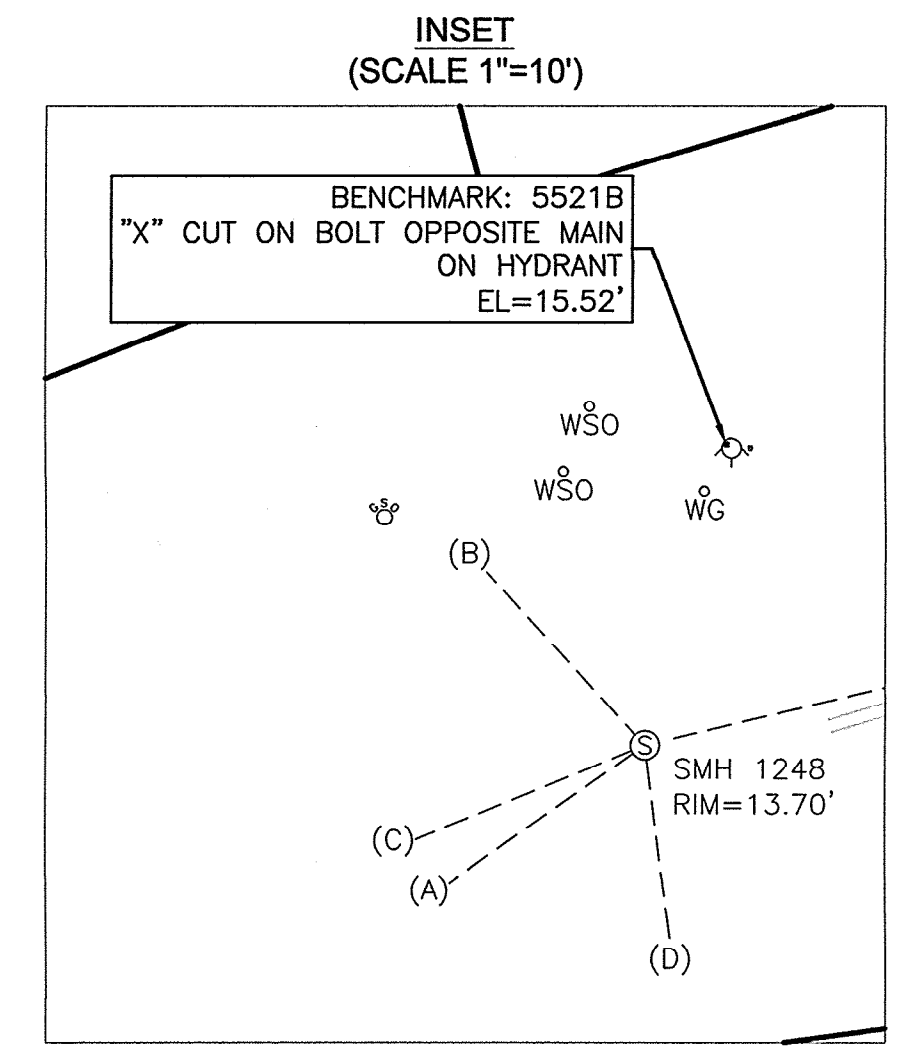 INSET
(SCALE 1"=10')
BENCHMARK: 5521B
"X" CUT ON BOLT OPPOSITE MAIN
ON HYDRANT
EL=15.52'
WSO
WSO
WG
GSO
(B)
S
SMH 1248
RIM=13.70'
(C)
(A)
(D)